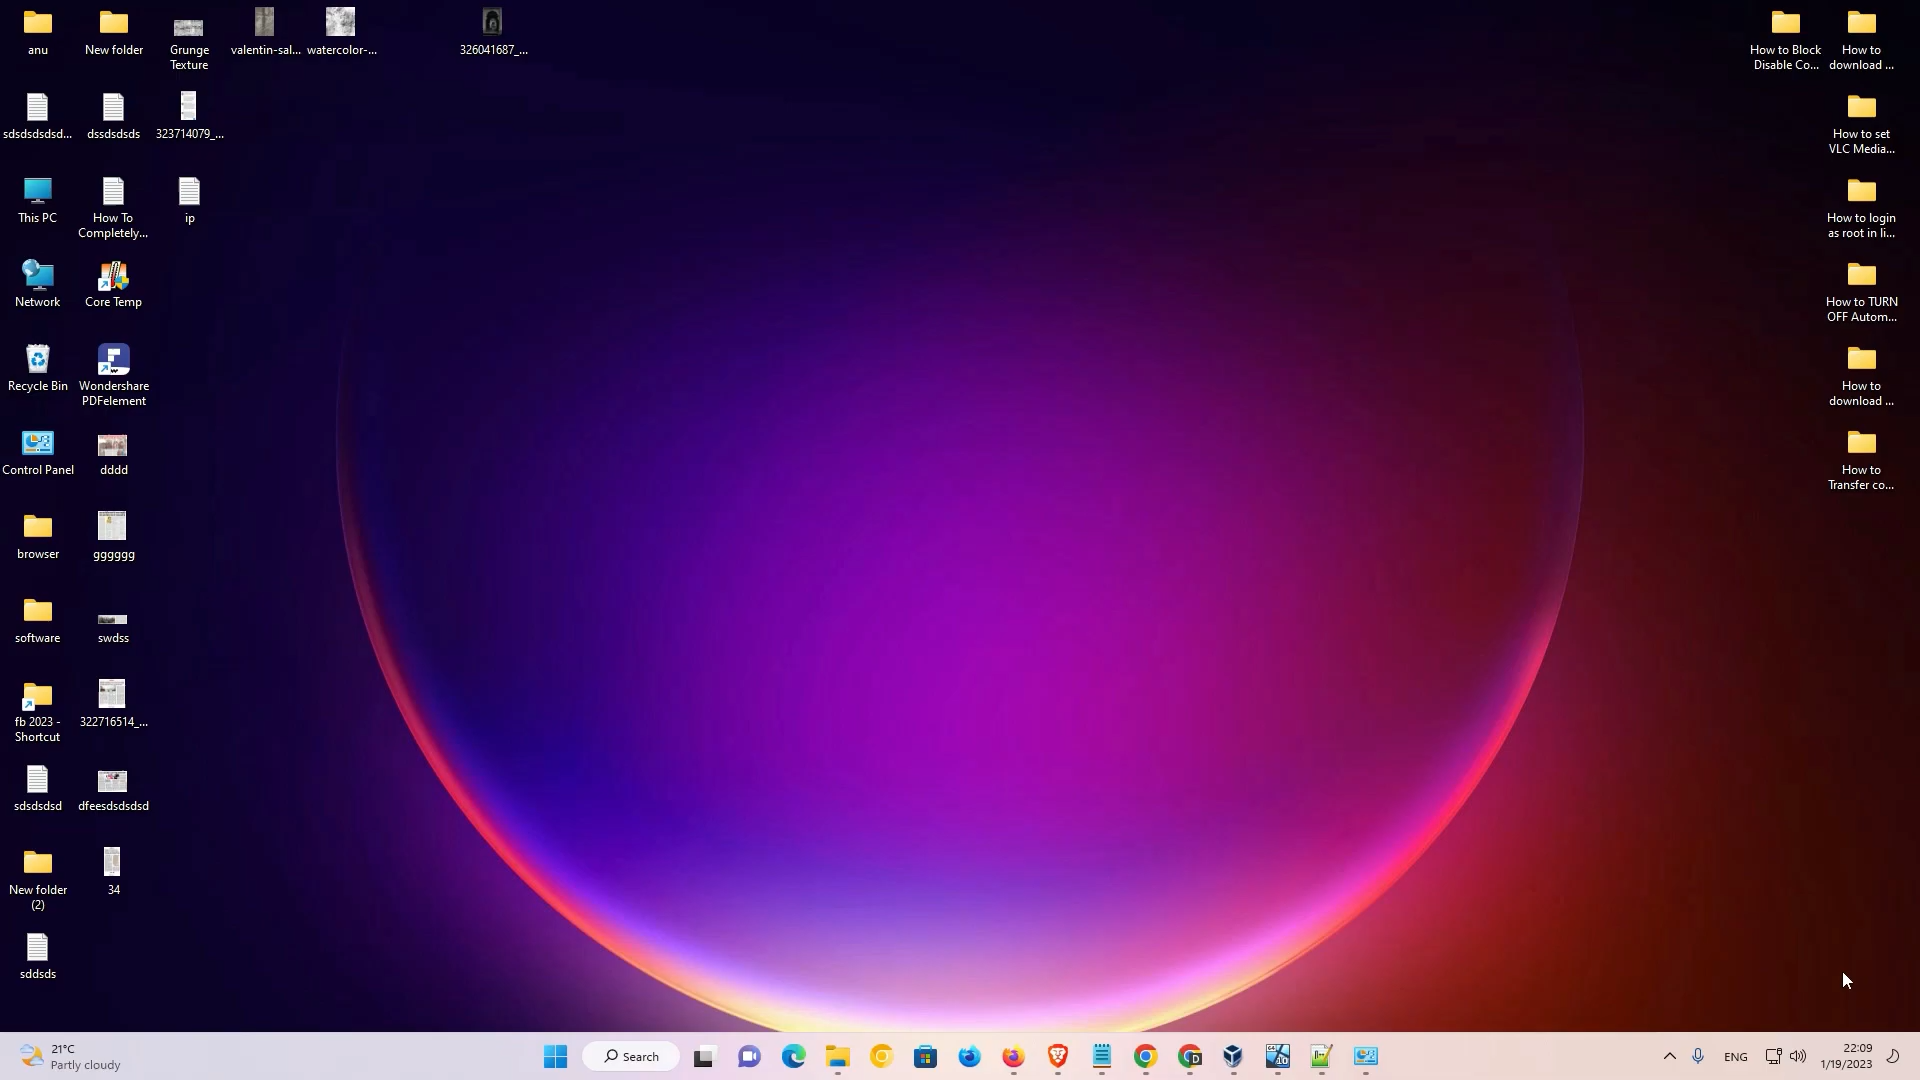 anu
New folder
Grunge
Texture
valentin-sal...
watercolor-...
326041687_...
How to Block
Disable Co...
How to
download ...
sdsdsdsdsd...
dssdsdsds
323714079_...
How to set
VLC Media...
This PC
How To
Completely...
ip
How to login
as root in li...
Network
Core Temp
How to TURN
OFF Autom...
Recycle Bin
Wondershare
PDFelement
How to
download ...
Control Panel
dddd
How to
Transfer co...
browser
gggggg
software
swdss
fb 2023 -
Shortcut
322716514_...
sdsdsdsd
dfeesdsdsdsd
New folder
(2)
34
sddsds
21°C
Partly cloudy
Search
ENG
22:09
1/19/2023